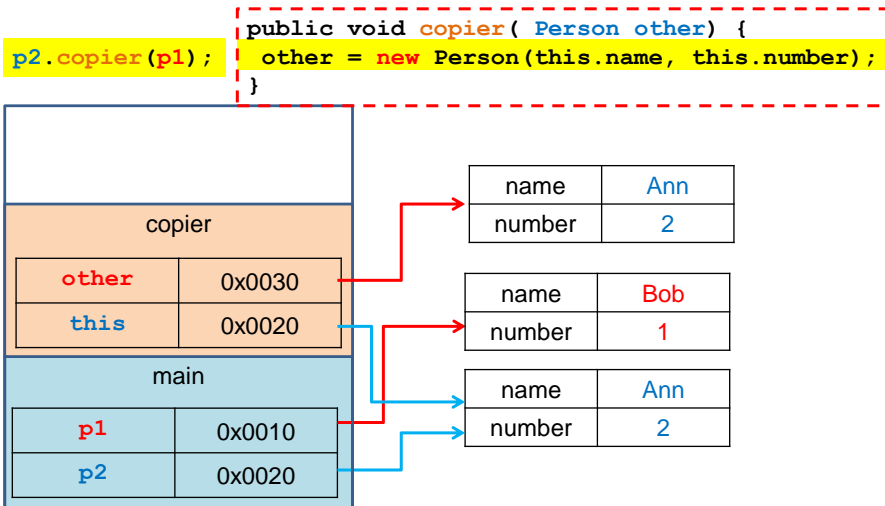 public void copier( Person other) {
p2.copier(p1); other = new Person(this.name, this.number);
}
copier
other 0x0030
this 0x0020
main
p1 0x0010
p2 0x0020
name Ann
number 2
name Bob
number 1
name Ann
number 2